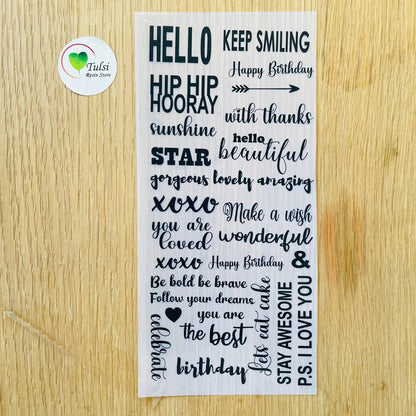 Tulsi
Resin Store
HELLO
KEEP SMILING
Happy Birthday
HIP HIP
HOORAY
with thanks
sunshine
hello
beautiful
STAR
gorgeous lovely amazing
xoxo
Make a wish
you are
loved
wonderful
xoxo
Happy Birthday
&
Be bold be brave
Follow your dreams
you are
the best
celebrate
birthday
Lets eat cake
STAY AWESOME
P.S. I LOVE YOU